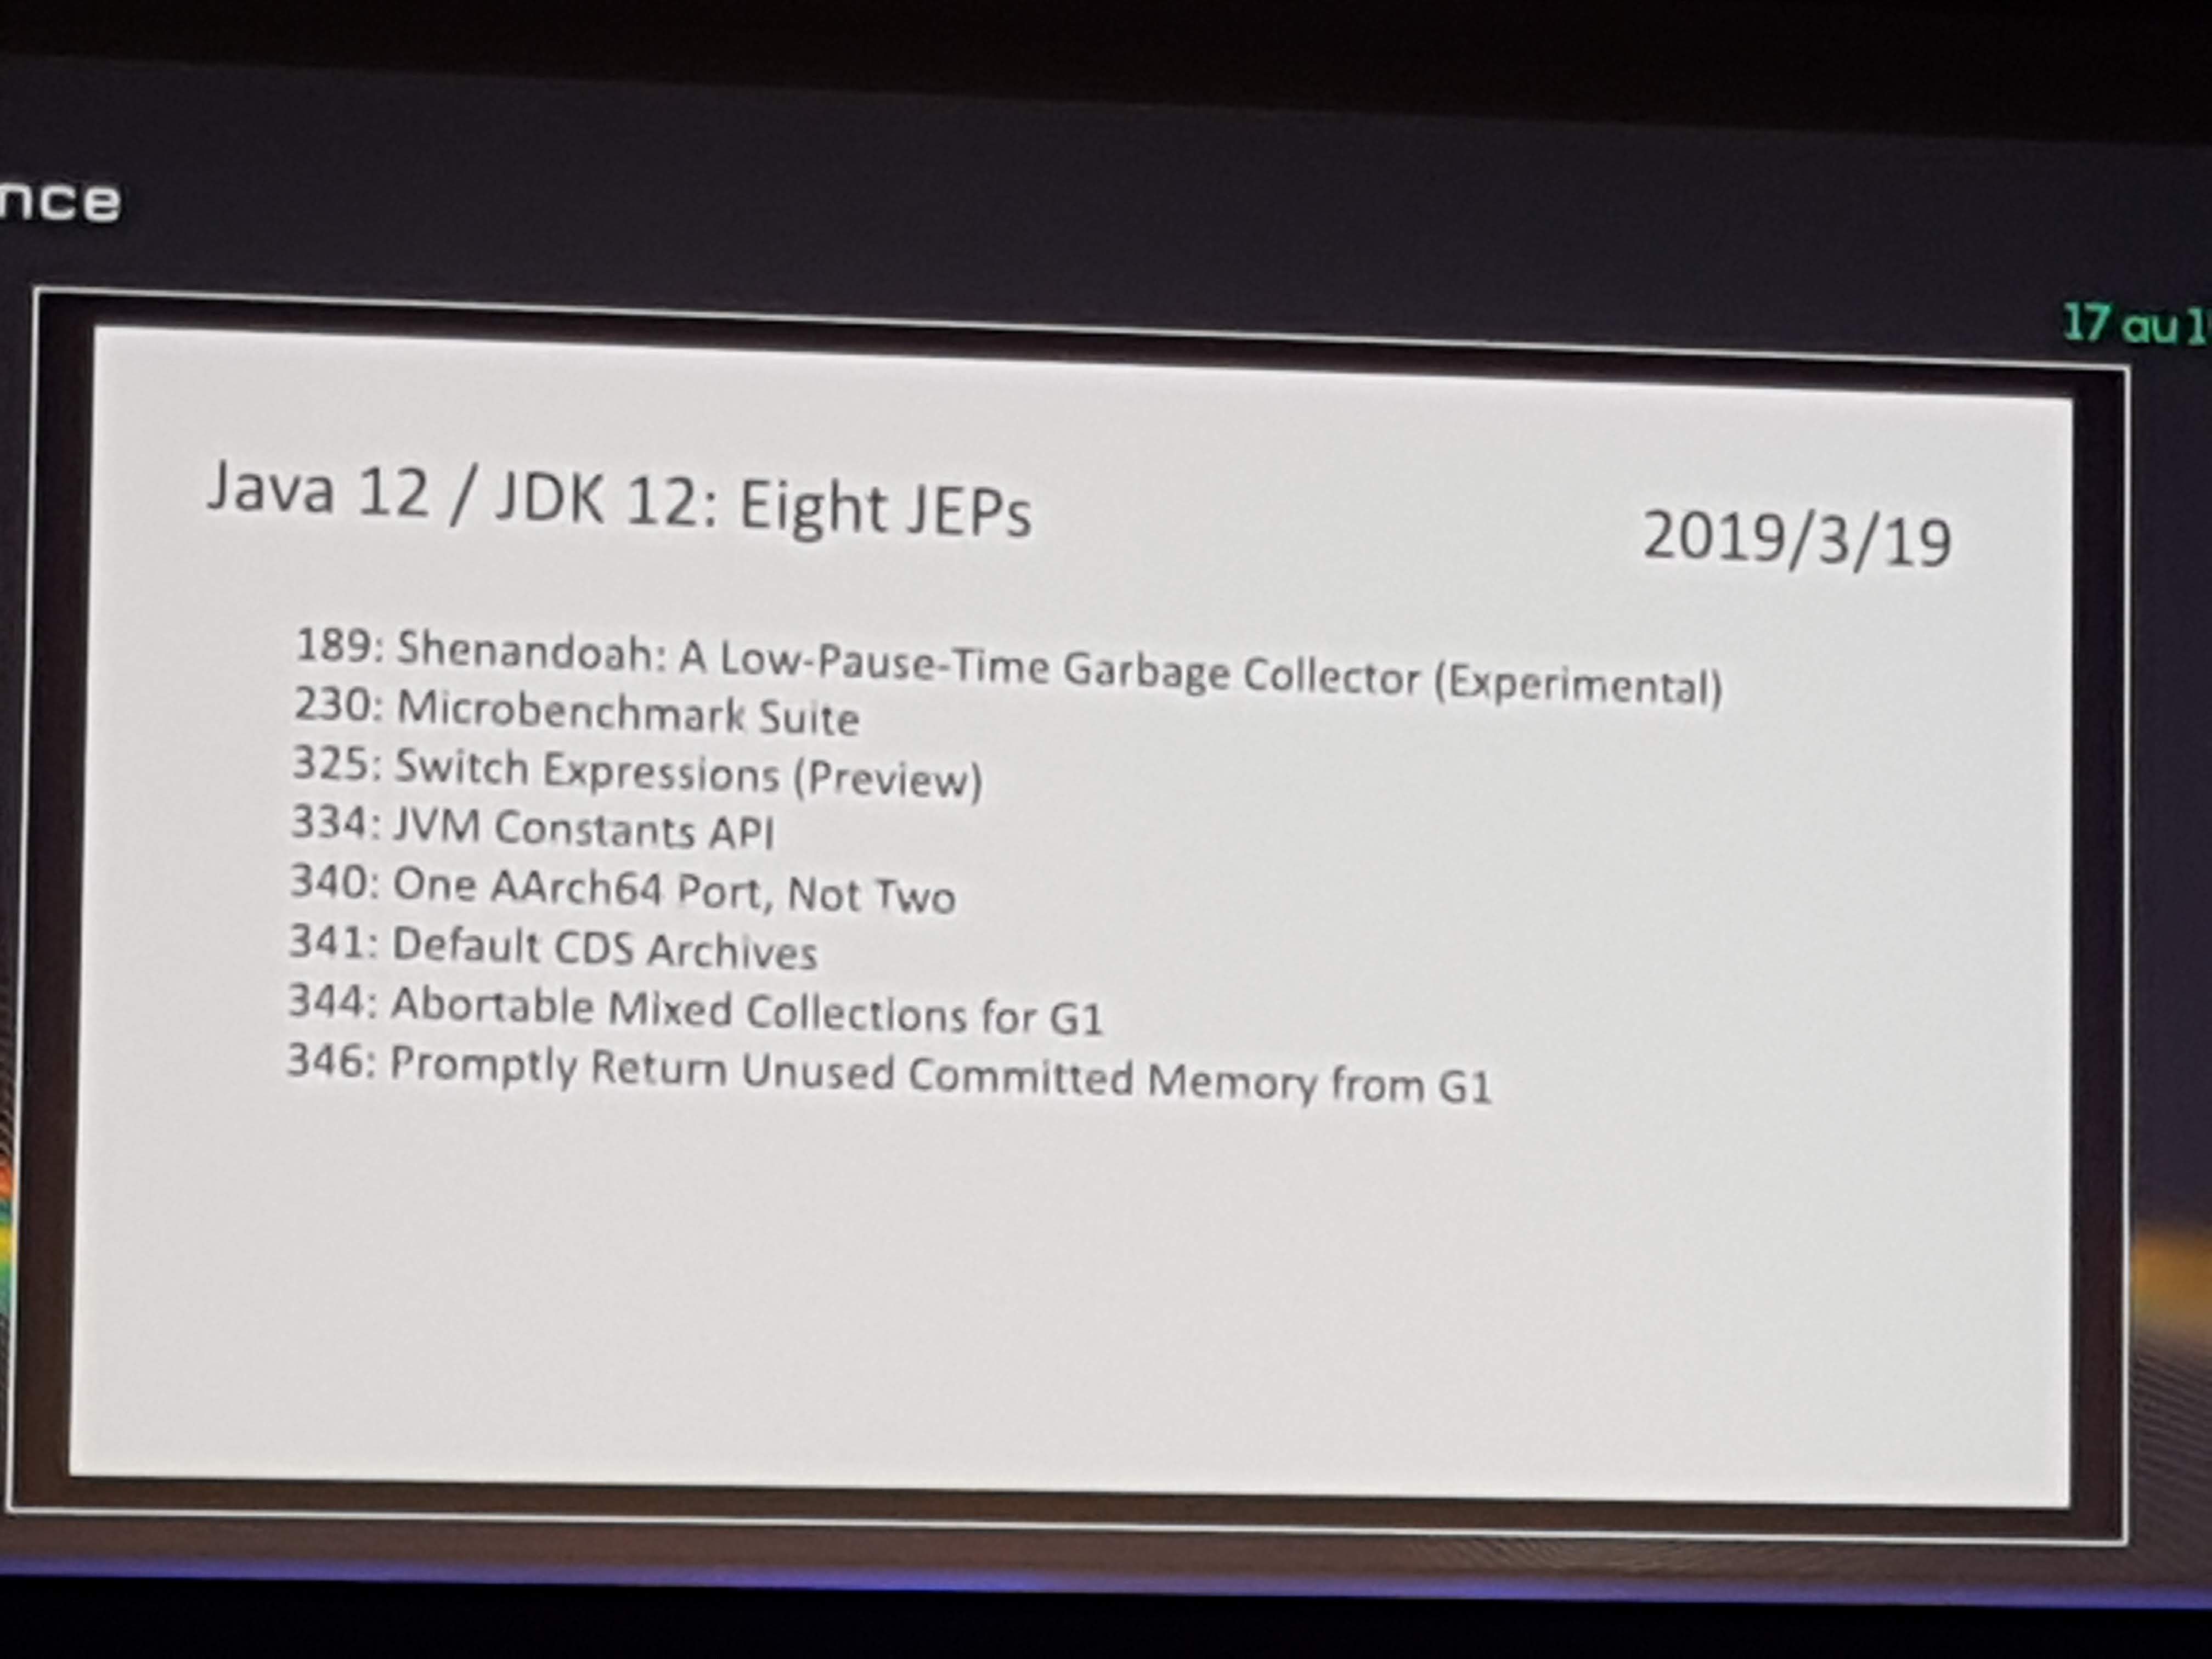 nce
17 au 1
Java 12 / JDK 12: Eight JEPs
2019/3/19
189: Shenandoah: A Low-Pause-Time Garbage Collector (Experimental)
230: Microbenchmark Suite
325: Switch Expressions (Preview)
334: JVM Constants API
340: One AArch64 Port, Not Two
341: Default CDS Archives
344: Abortable Mixed Collections for G1
346: Promptly Return Unused Committed Memory from G1